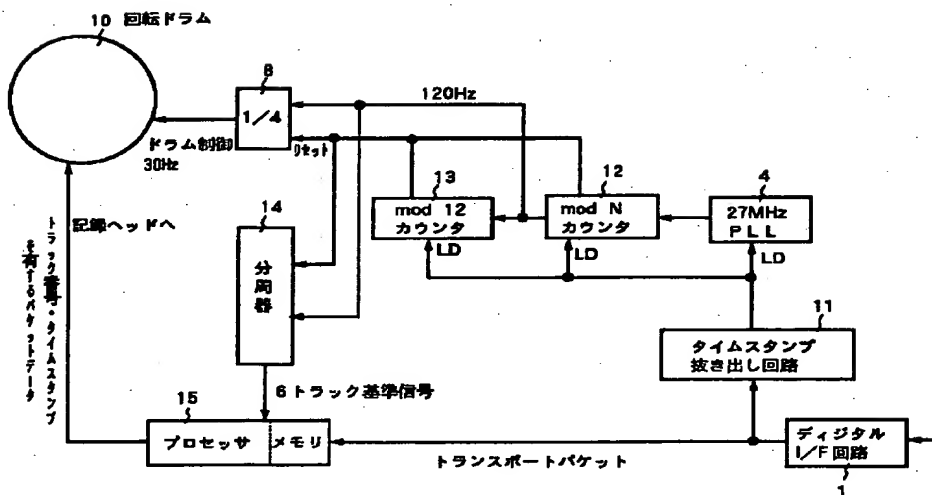 10 回転ドラム
8
1/4
120Hz
ドラム制御
30Hz
リセット
13
mod 12
カウンタ
LD
12
mod N
カウンタ
LD
4
27MHz
PLL
LD
記録ヘッドへ
トラック番号・タイムスタンプ
を有するパケットデータ
14
分周器
11
タイムスタンプ
抜き出し回路
6トラック基準信号
15
プロセッサ
メモリ
トランスポートパケット
ディジタル
I/F回路
1